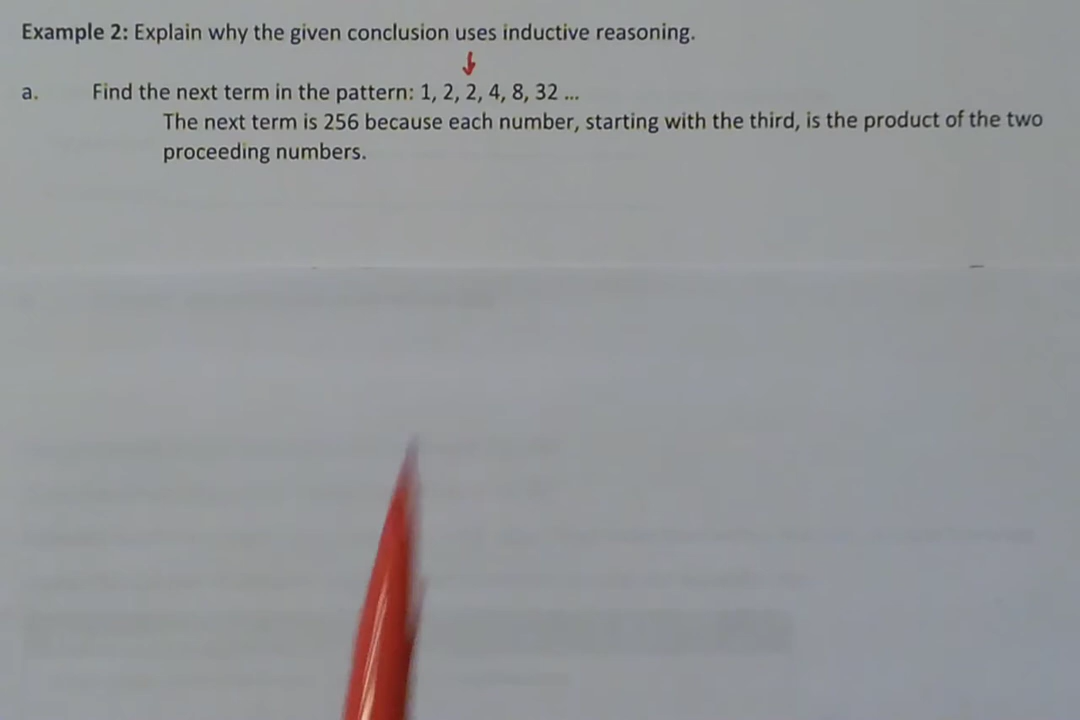 Example 2: Explain why the given conclusion uses inductive reasoning.
a. Find the next term in the pattern: 1, 2, 2, 4, 8, 32 ...
The next term is 256 because each number, starting with the third, is the product of the two
proceeding numbers.